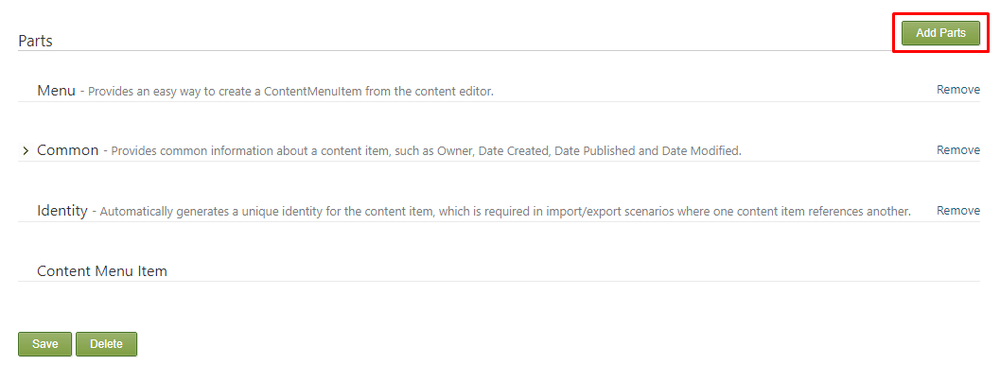 Add Parts
Parts
Menu - Provides an easy way to create a ContentMenuItem from the content editor. Remove
Common - Provides common information about a content item, such as Owner, Date Created, Date Published and Date Modified. Remove
Identity - Automatically generates a unique identity for the content item, which is required in import/export scenarios where one content item references another. Remove
Content Menu Item
Save Delete